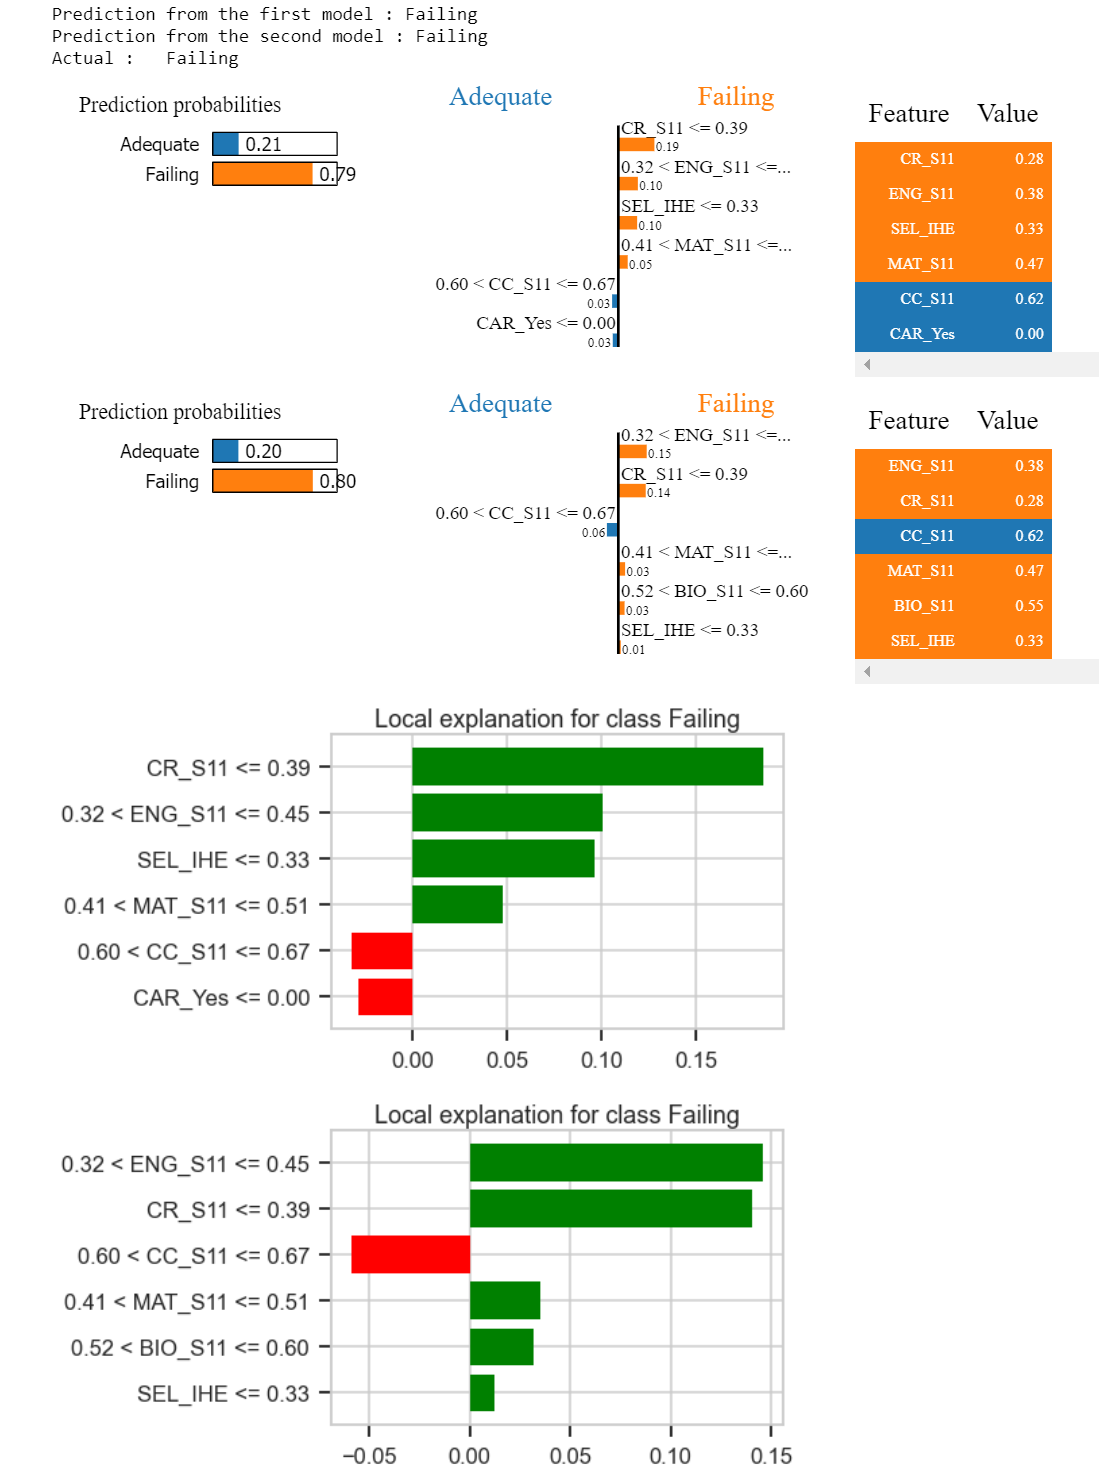 Prediction from the first model : Failing
Prediction from the second model : Failing
Actual :   Failing
Prediction probabilities
Adequate 0.21
Failing 0.79
Adequate Failing
CR_S11 <= 0.39
0.19
0.32 < ENG_S11 <=...
0.10
SEL_IHE <= 0.33
0.10
0.41 < MAT_S11 <=...
0.05
0.60 < CC_S11 <= 0.67
0.03
CAR_Yes <= 0.00
0.03
Feature Value
CR_S11 0.28
ENG_S11 0.38
SEL_IHE 0.33
MAT_S11 0.47
CC_S11 0.62
CAR_Yes 0.00
Prediction probabilities
Adequate 0.20
Failing 0.80
Adequate Failing
0.32 < ENG_S11 <=...
0.15
CR_S11 <= 0.39
0.14
0.60 < CC_S11 <= 0.67
0.06
0.41 < MAT_S11 <=...
0.03
0.52 < BIO_S11 <= 0.60
0.03
SEL_IHE <= 0.33
0.01
Feature Value
ENG_S11 0.38
CR_S11 0.28
CC_S11 0.62
MAT_S11 0.47
BIO_S11 0.55
SEL_IHE 0.33
Local explanation for class Failing
CR_S11 <= 0.39
0.32 < ENG_S11 <= 0.45
SEL_IHE <= 0.33
0.41 < MAT_S11 <= 0.51
0.60 < CC_S11 <= 0.67
CAR_Yes <= 0.00
0.00 0.05 0.10 0.15
Local explanation for class Failing
0.32 < ENG_S11 <= 0.45
CR_S11 <= 0.39
0.60 < CC_S11 <= 0.67
0.41 < MAT_S11 <= 0.51
0.52 < BIO_S11 <= 0.60
SEL_IHE <= 0.33
−0.05 0.00 0.05 0.10 0.15